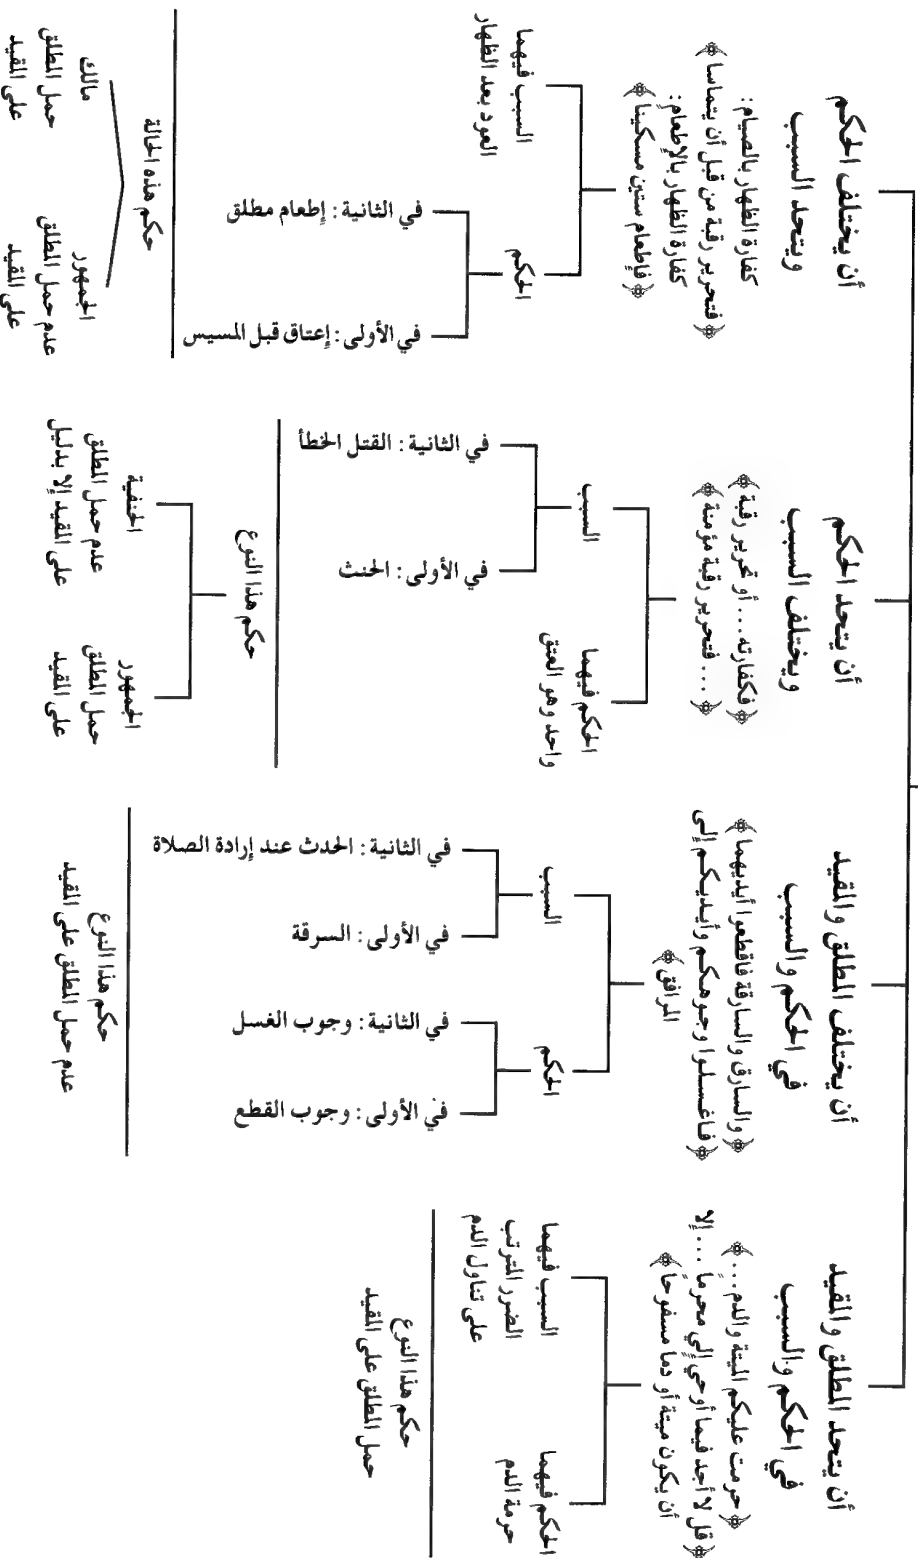 أن يتحد المطلق والمقيد
في الحكم والسبب
﴿ حرمت عليكم الميتة والدم... ﴾
﴿ قل لا أجد فيما أوحي إلي محرماً ... إلا
أن يكون ميتة أو دما مسفوحاً ﴾
الحكم فيهما
حرمة الدم
السبب فيهما
الضرر المترتب
على تناول الدم
حكم هذا النوع
حمل المطلق على المقيد
أن يختلف المطلق والمقيد
في الحكم والسبب
﴿ والسارق والسارقة فاقطعوا أيديهما ﴾
﴿ فاغسلوا وجوهكم وأيديكم إلى
المرافق ﴾
الحكم
في الأولى : وجوب القطع
في الثانية : وجوب الغسل
السبب
في الأولى : السرقة
في الثانية : الحدث عند إرادة الصلاة
حكم هذا النوع
عدم حمل المطلق على المقيد
أن يتحد الحكم
ويختلف السبب
﴿ فكفارته... أو تحرير رقبة ﴾
﴿ ... فتحرير رقبة مؤمنة ﴾
الحكم فيهما
واحد وهو العتق
السبب
في الأولى : الحنث
في الثانية : القتل الخطأ
حكم هذا النوع
الجمهور
حمل المطلق
على المقيد
الحنفية
عدم حمل المطلق
على المقيد إلا بدليل
أن يختلف الحكم
ويتحد السبب
كفارة الظهار بالصيام :
﴿ فتحرير رقبة من قبل أن يتماسا ﴾
كفارة الظهار بالإطعام :
﴿ فإطعام ستين مسكينا ﴾
الحكم
في الأولى : إعتاق قبل المسيس
في الثانية : إطعام مطلق
السبب فيهما
العود بعد الظهار
حكم هذه الحالة
الجمهور
عدم حمل المطلق
على المقيد
مالك
حمل المطلق
على المقيد